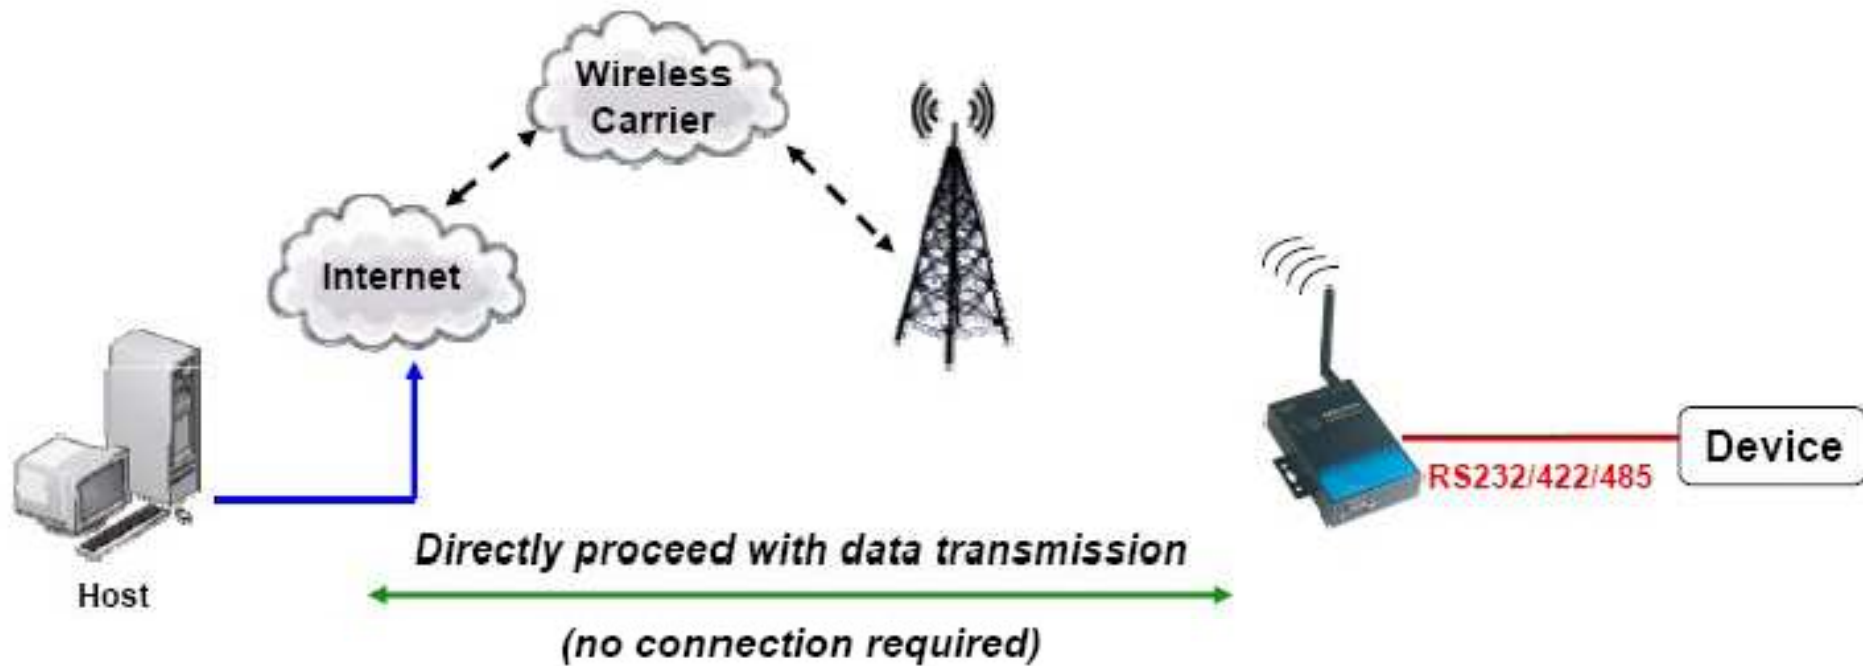 Wireless
Carrier
Internet
Device
RS232/422/485
Directly proceed with data transmission
Host
(no connection required)